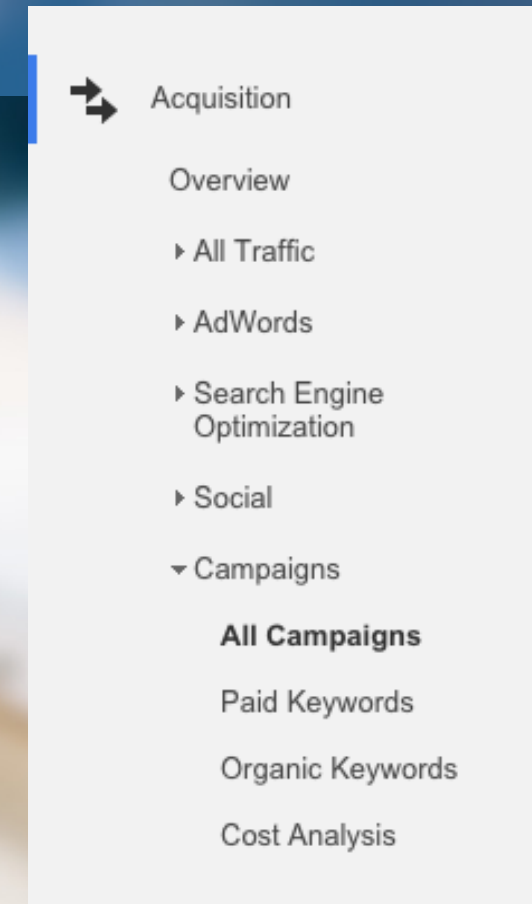 Acquisition
Overview
All Traffic
AdWords
Search Engine
Optimization
Social
Campaigns
All Campaigns
Paid Keywords
Organic Keywords
Cost Analysis